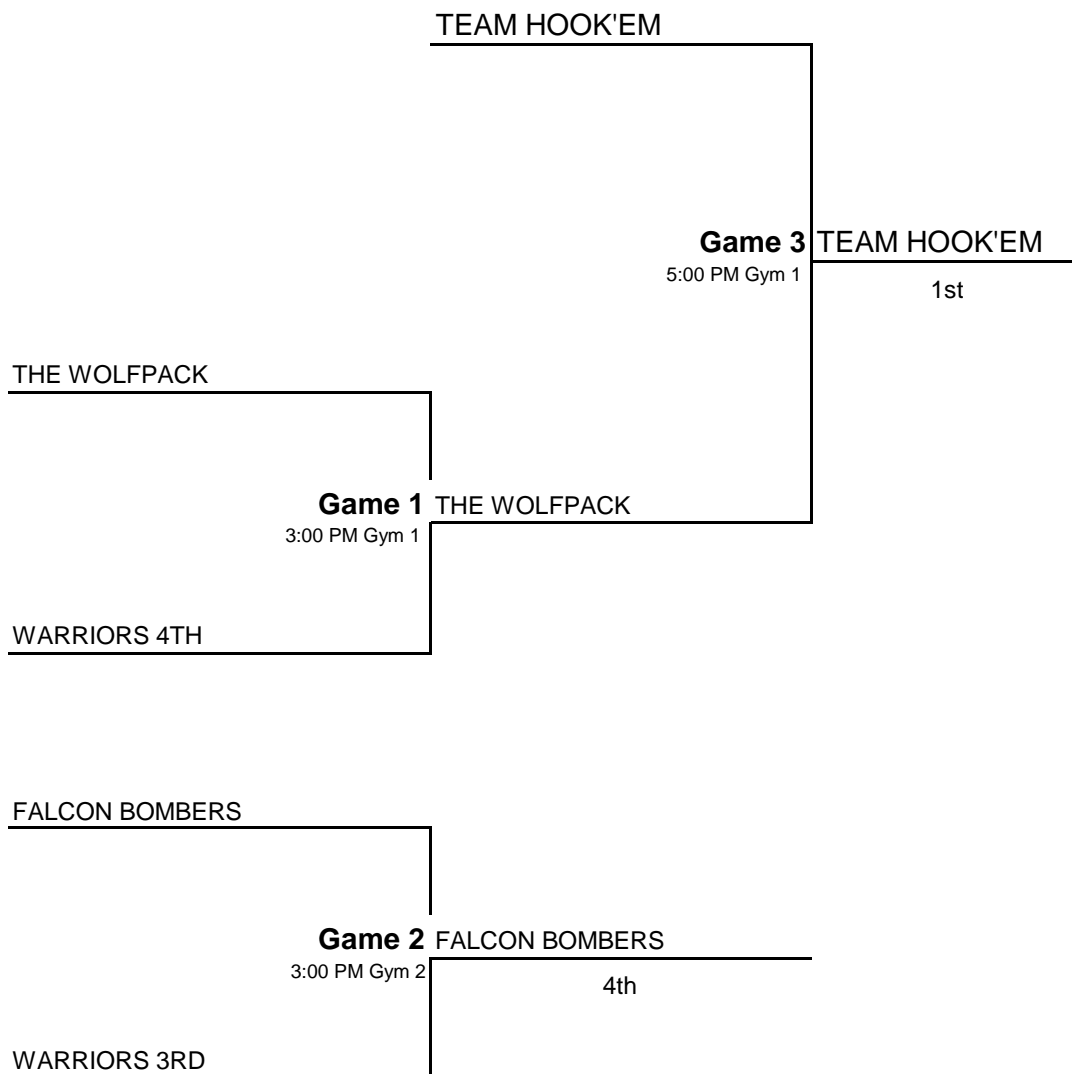 TEAM HOOK'EM
Game 3 TEAM HOOK'EM
5:00 PM Gym 1
1st
THE WOLFPACK
Game 1 THE WOLFPACK
3:00 PM Gym 1
WARRIORS 4TH
FALCON BOMBERS
Game 2 FALCON BOMBERS
3:00 PM Gym 2
4th
WARRIORS 3RD